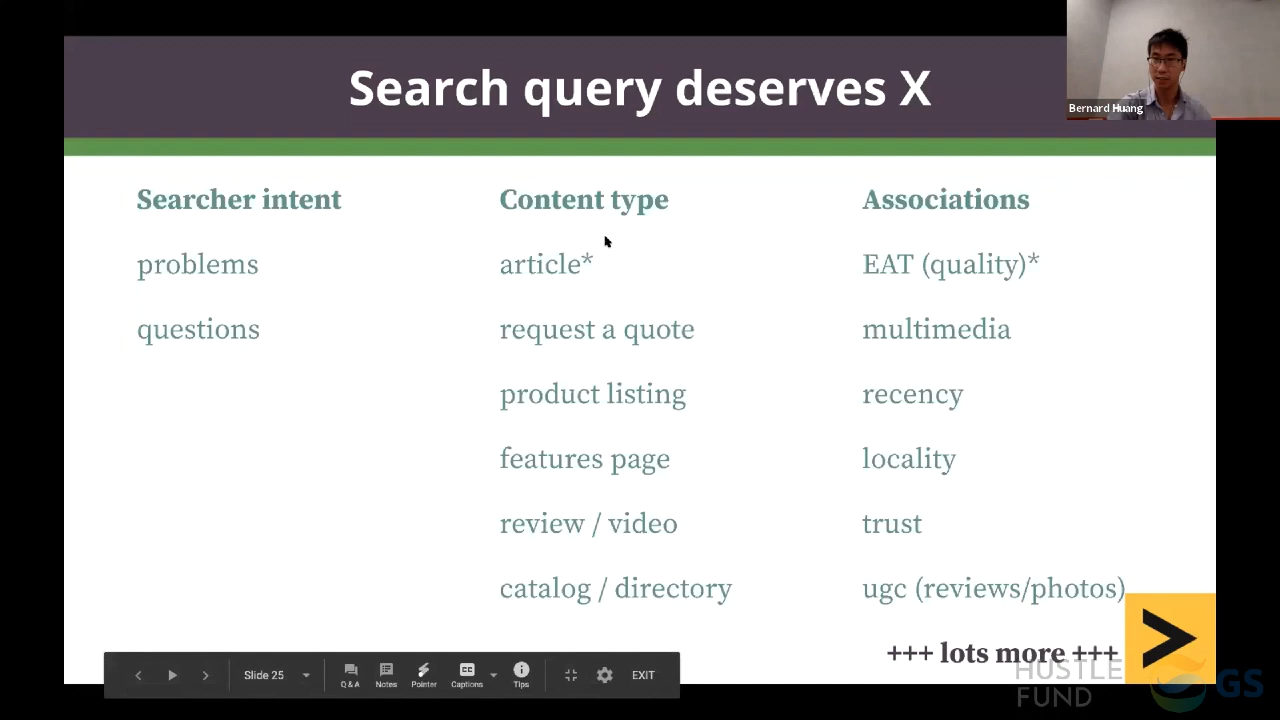 Search query deserves X
Bernard Huang
Searcher intent
problems
questions
Content type
article*
request a quote
product listing
features page
review / video
catalog / directory
Associations
EAT (quality)*
multimedia
recency
locality
trust
ugc (reviews/photos)
+++ lots more +++
HUSTLE
FUND
GS
Slide 25
Q & A
Notes
Pointer
CC
Captions
Tips
EXIT